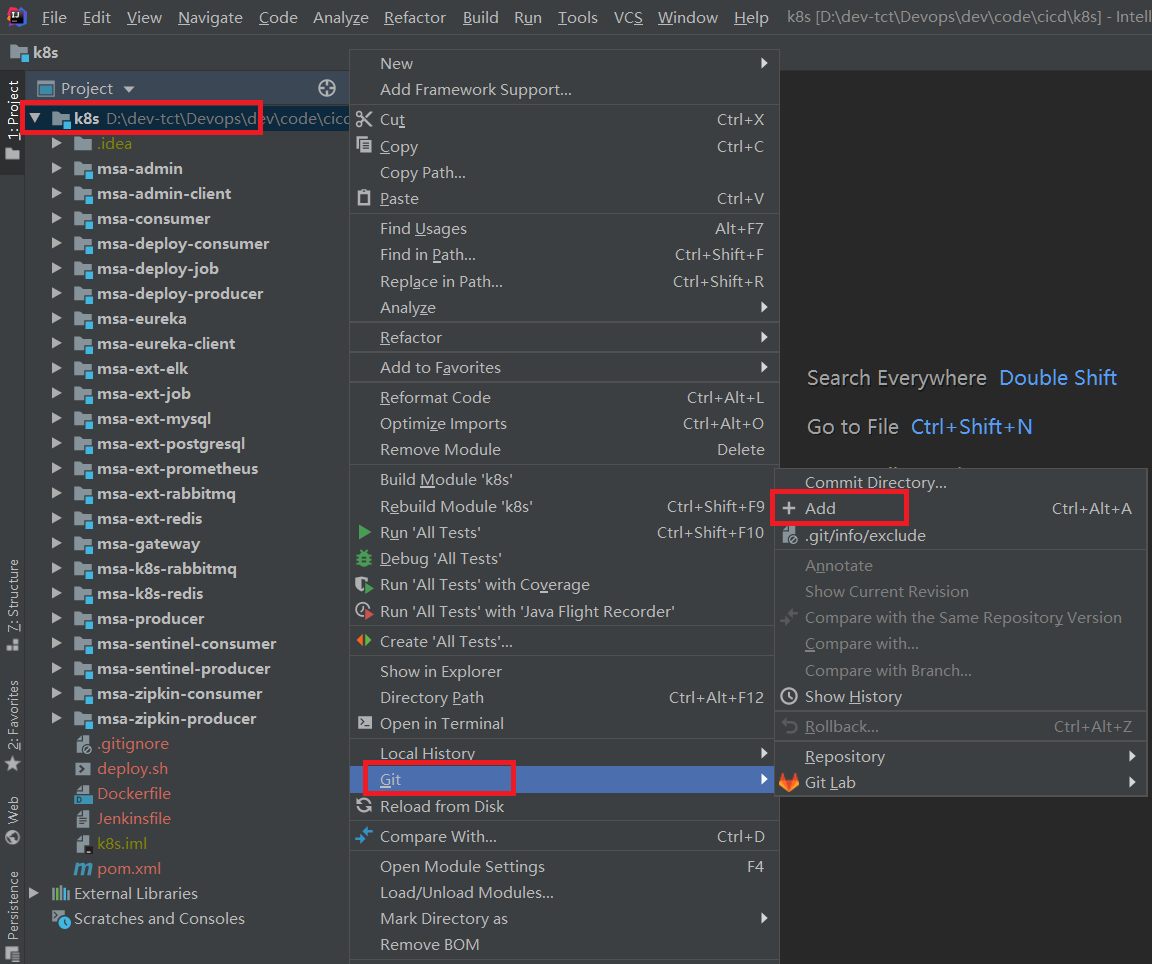 File Edit View Navigate Code Analyze Refactor Build Run Tools VCS Window Help k8s [D:\dev-tct\Devops\dev\code\cicd\k8s] - Intell
k8s
Project
1: Project
7: Structure
2: Favorites
Web
Persistence
k8s D:\dev-tct\Devops\dev\code\cicd
.idea
msa-admin
msa-admin-client
msa-consumer
msa-deploy-consumer
msa-deploy-job
msa-deploy-producer
msa-eureka
msa-eureka-client
msa-ext-elk
msa-ext-job
msa-ext-mysql
msa-ext-postgresql
msa-ext-prometheus
msa-ext-rabbitmq
msa-ext-redis
msa-gateway
msa-k8s-rabbitmq
msa-k8s-redis
msa-producer
msa-sentinel-consumer
msa-sentinel-producer
msa-zipkin-consumer
msa-zipkin-producer
.gitignore
deploy.sh
Dockerfile
Jenkinsfile
k8s.iml
pom.xml
External Libraries
Scratches and Consoles
New
Add Framework Support...
Cut Ctrl+X
Copy Ctrl+C
Copy Path...
Paste Ctrl+V
Find Usages Alt+F7
Find in Path... Ctrl+Shift+F
Replace in Path... Ctrl+Shift+R
Analyze
Refactor
Add to Favorites
Reformat Code Ctrl+Alt+L
Optimize Imports Ctrl+Alt+O
Remove Module Delete
Build Module 'k8s'
Rebuild Module 'k8s' Ctrl+Shift+F9
Run 'All Tests' Ctrl+Shift+F10
Debug 'All Tests'
Run 'All Tests' with Coverage
Run 'All Tests' with 'Java Flight Recorder'
Create 'All Tests'...
Show in Explorer
Directory Path Ctrl+Alt+F12
Open in Terminal
Local History
Git
Reload from Disk
Compare With... Ctrl+D
Open Module Settings F4
Load/Unload Modules...
Mark Directory as
Remove BOM
Search Everywhere Double Shift
Go to File Ctrl+Shift+N
Commit Directory...
Add Ctrl+Alt+A
.git/info/exclude
Annotate
Show Current Revision
Compare with the Same Repository Version
Compare with...
Compare with Branch...
Show History
Rollback... Ctrl+Alt+Z
Repository
Git Lab